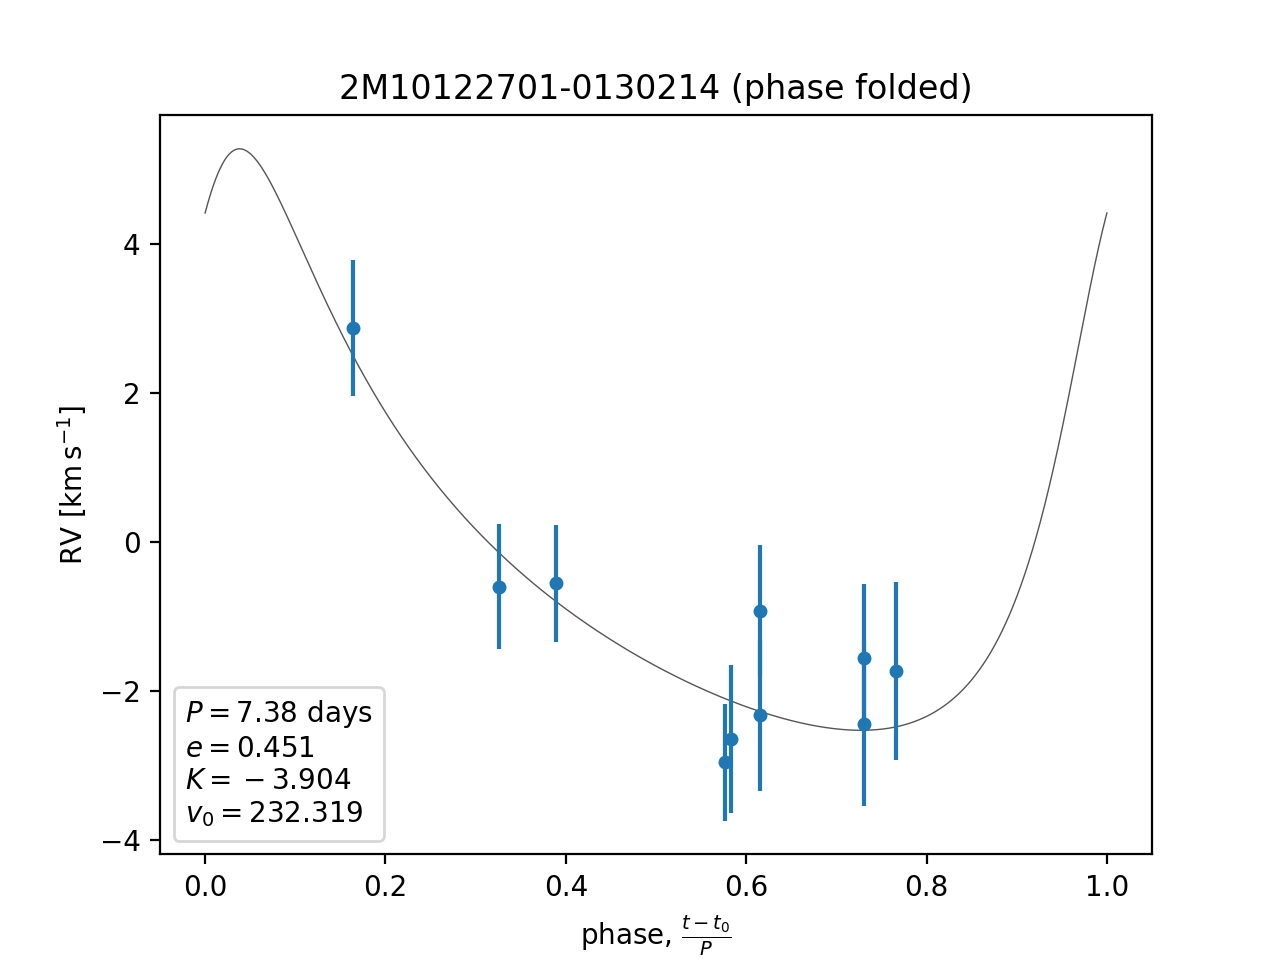 2M10122701-0130214 (phase folded)
RV [km s⁻¹]
4
2
0
−2
−4
P = 7.38 days
e = 0.451
K = −3.904
v₀ = 232.319
0.0 0.2 0.4 0.6 0.8 1.0
phase, (t − t₀)/P